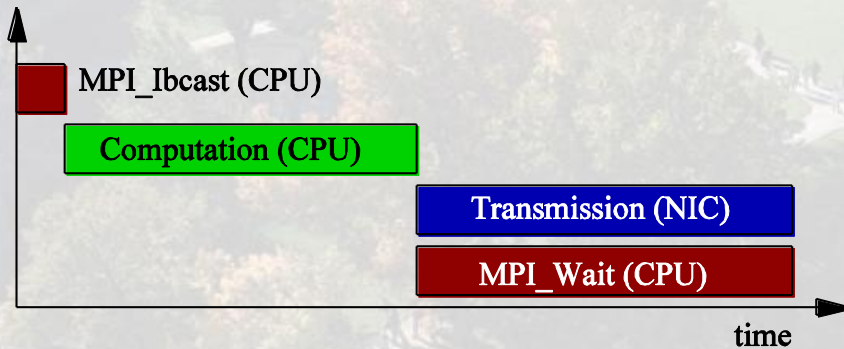 MPI_Ibcast (CPU)
Computation (CPU)
Transmission (NIC)
MPI_Wait (CPU)
time